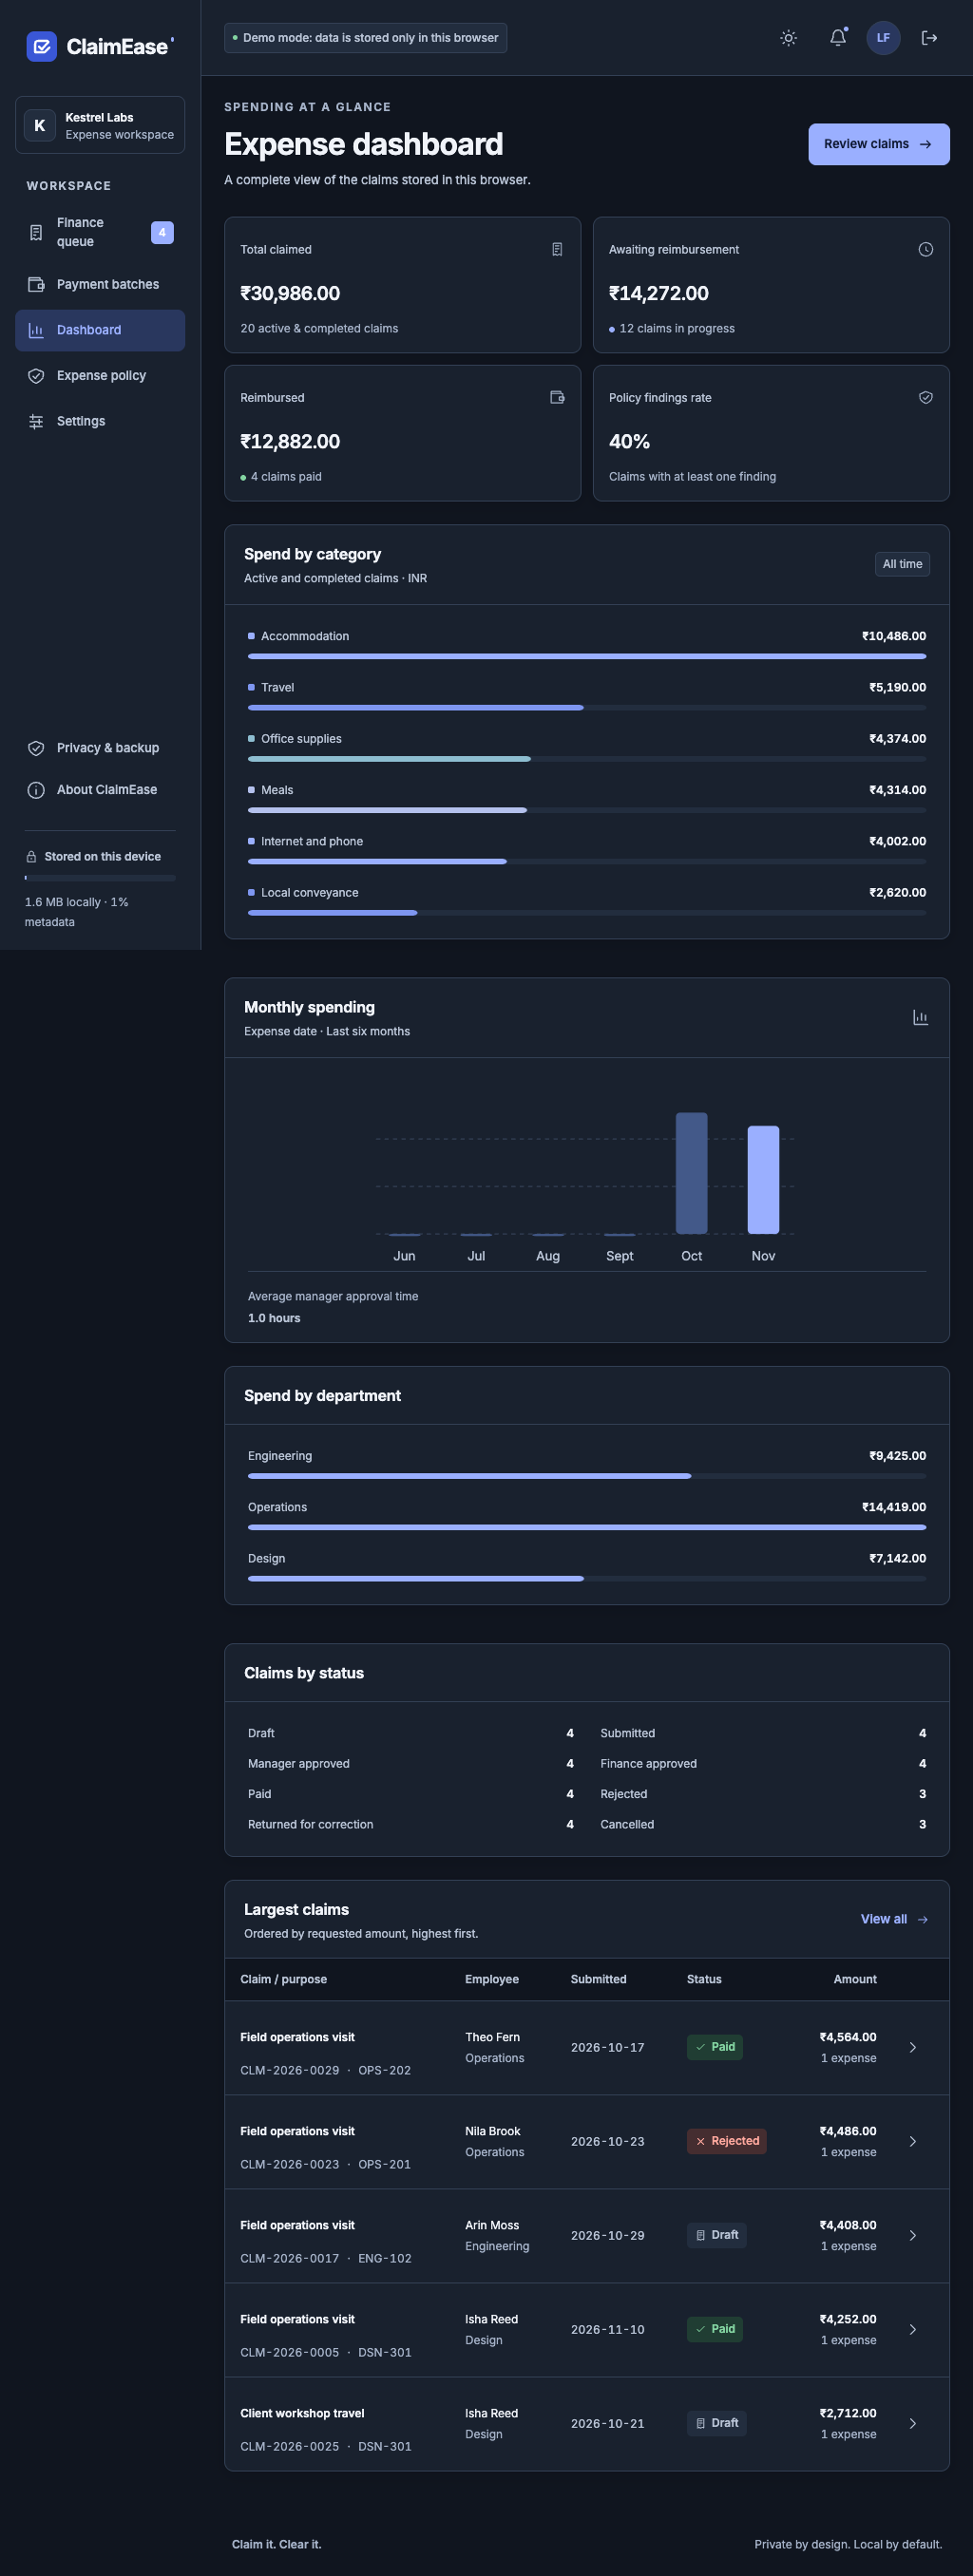 ClaimEase
Demo mode: data is stored only in this browser
LF
K
Kestrel Labs
Expense workspace
WORKSPACE
Finance
queue
4
Payment batches
Dashboard
Expense policy
Settings
Privacy & backup
About ClaimEase
Stored on this device
1.6 MB locally · 1%
metadata
SPENDING AT A GLANCE
Expense dashboard
A complete view of the claims stored in this browser.
Review claims
Total claimed
₹30,986.00
20 active & completed claims
Awaiting reimbursement
₹14,272.00
12 claims in progress
Reimbursed
₹12,882.00
4 claims paid
Policy findings rate
40%
Claims with at least one finding
Spend by category
Active and completed claims · INR
All time
Accommodation ₹10,486.00
Travel ₹5,190.00
Office supplies ₹4,374.00
Meals ₹4,314.00
Internet and phone ₹4,002.00
Local conveyance ₹2,620.00
Monthly spending
Expense date · Last six months
Jun Jul Aug Sept Oct Nov
Average manager approval time
1.0 hours
Spend by department
Engineering ₹9,425.00
Operations ₹14,419.00
Design ₹7,142.00
Claims by status
Draft 4 Submitted 4
Manager approved 4 Finance approved 4
Paid 4 Rejected 3
Returned for correction 4 Cancelled 3
Largest claims
Ordered by requested amount, highest first.
View all
Claim / purpose Employee Submitted Status Amount
Field operations visit Theo Fern 2026-10-17 Paid ₹4,564.00
CLM-2026-0029 · OPS-202 Operations 1 expense
Field operations visit Nila Brook 2026-10-23 Rejected ₹4,486.00
CLM-2026-0023 · OPS-201 Operations 1 expense
Field operations visit Arin Moss 2026-10-29 Draft ₹4,408.00
CLM-2026-0017 · ENG-102 Engineering 1 expense
Field operations visit Isha Reed 2026-11-10 Paid ₹4,252.00
CLM-2026-0005 · DSN-301 Design 1 expense
Client workshop travel Isha Reed 2026-10-21 Draft ₹2,712.00
CLM-2026-0025 · DSN-301 Design 1 expense
Claim it. Clear it.
Private by design. Local by default.